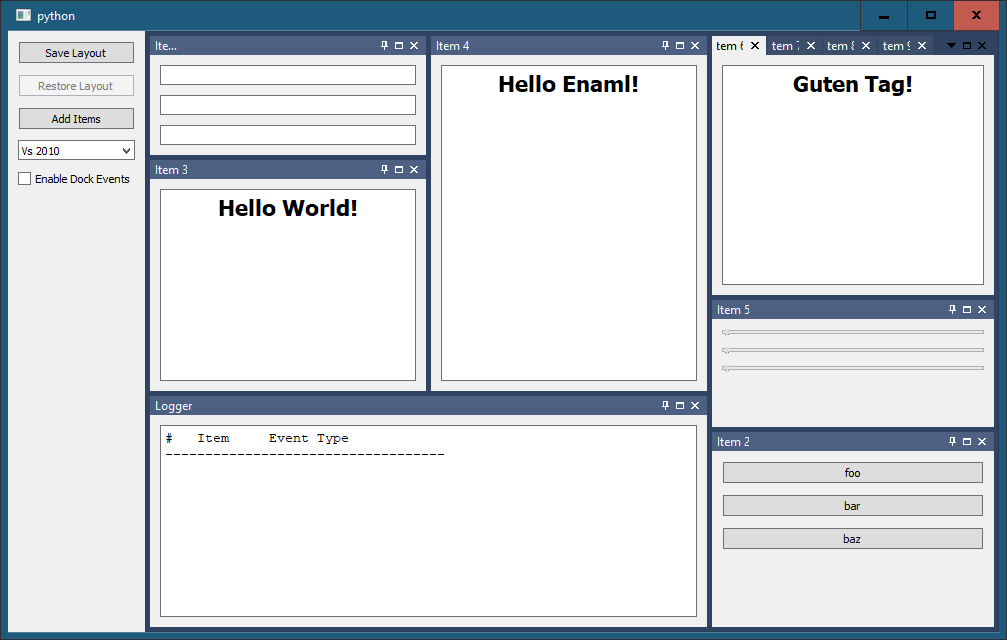 python
Save Layout
Restore Layout
Add Items
Vs 2010
Enable Dock Events
Ite...
Item 3
Hello World!
Item 4
Hello Enaml!
Logger
#   Item     Event Type
-----------------------------------
tem 6
tem 7
tem 8
tem 9
Guten Tag!
Item 5
Item 2
foo
bar
baz